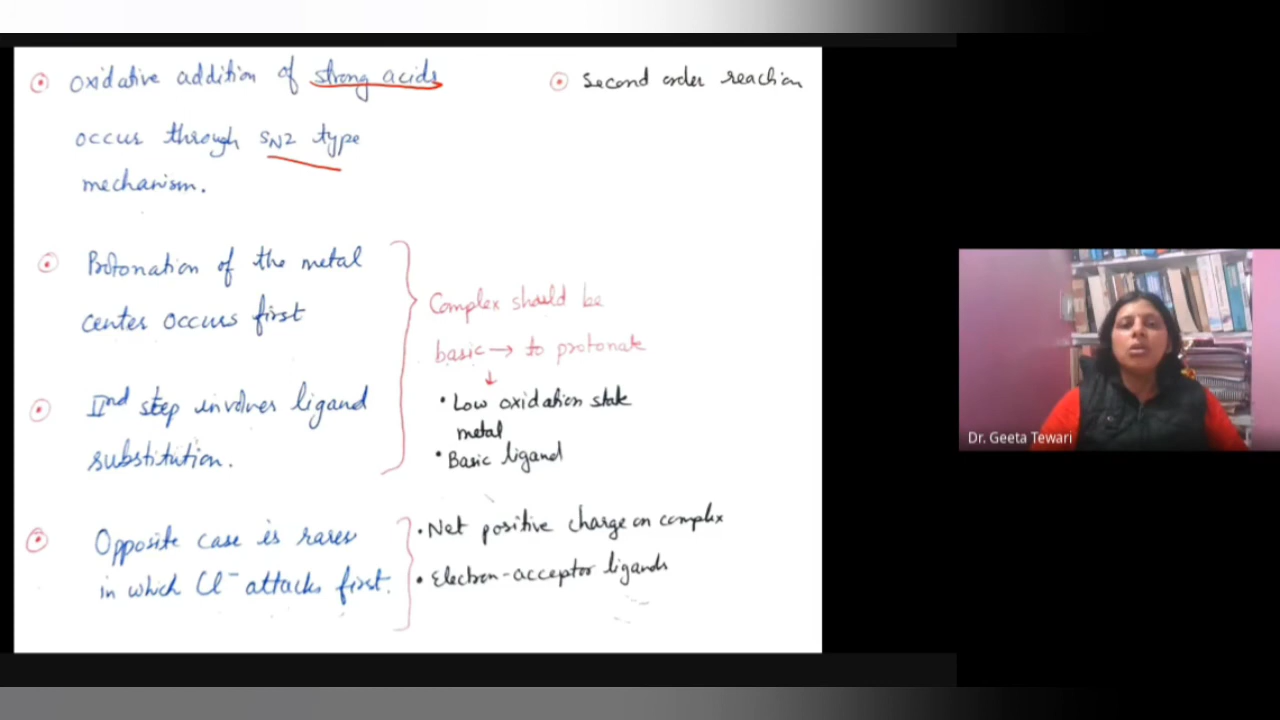 Oxidative addition of strong acids
occurs through SN2 type
mechanism.
Second order reaction
Protonation of the metal
center occurs first
IInd step involves ligand
substitution.
Complex should be
basic → to protonate
↓
• Low oxidation state
metal
• Basic ligand
Opposite case is rarer
in which Cl⁻ attacks first.
• Net positive charge on complex
• Electron-acceptor ligands
Dr. Geeta Tewari